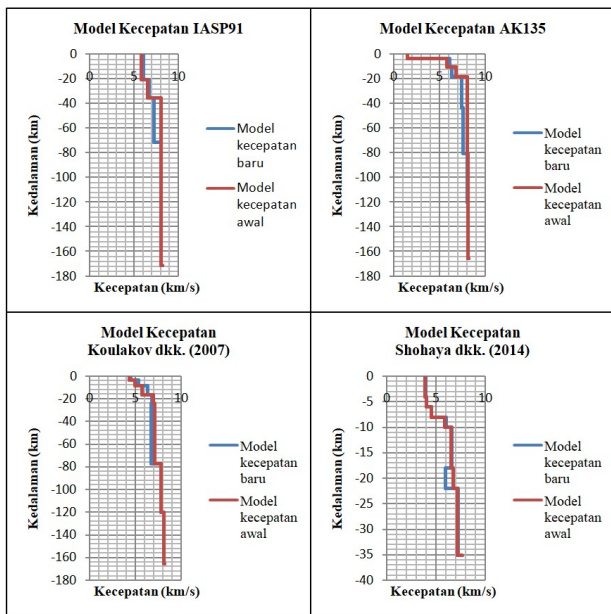 Model Kecepatan IASP91
0 5 10
0
-20
-40
-60
-80
-100
-120
-140
-160
-180
Kedalaman (km)
Kecepatan (km/s)
Model
kecepatan
baru
Model
kecepatan
awal
Model Kecepatan AK135
0 5 10
0
-20
-40
-60
-80
-100
-120
-140
-160
-180
Kedalaman (km)
Kecepatan (km/s)
Model
kecepatan
baru
Model
kecepatan
awal
Model Kecepatan
Koulakov dkk. (2007)
0 5 10
0
-20
-40
-60
-80
-100
-120
-140
-160
-180
Kedalaman (km)
Kecepatan (km/s)
Model
kecepatan
baru
Model
kecepatan
awal
Model Kecepatan
Shohaya dkk. (2014)
0 5 10
0
-5
-10
-15
-20
-25
-30
-35
-40
Kedalaman (km)
Kecepatan (km/s)
Model
kecepatan
baru
Model
kecepatan
awal